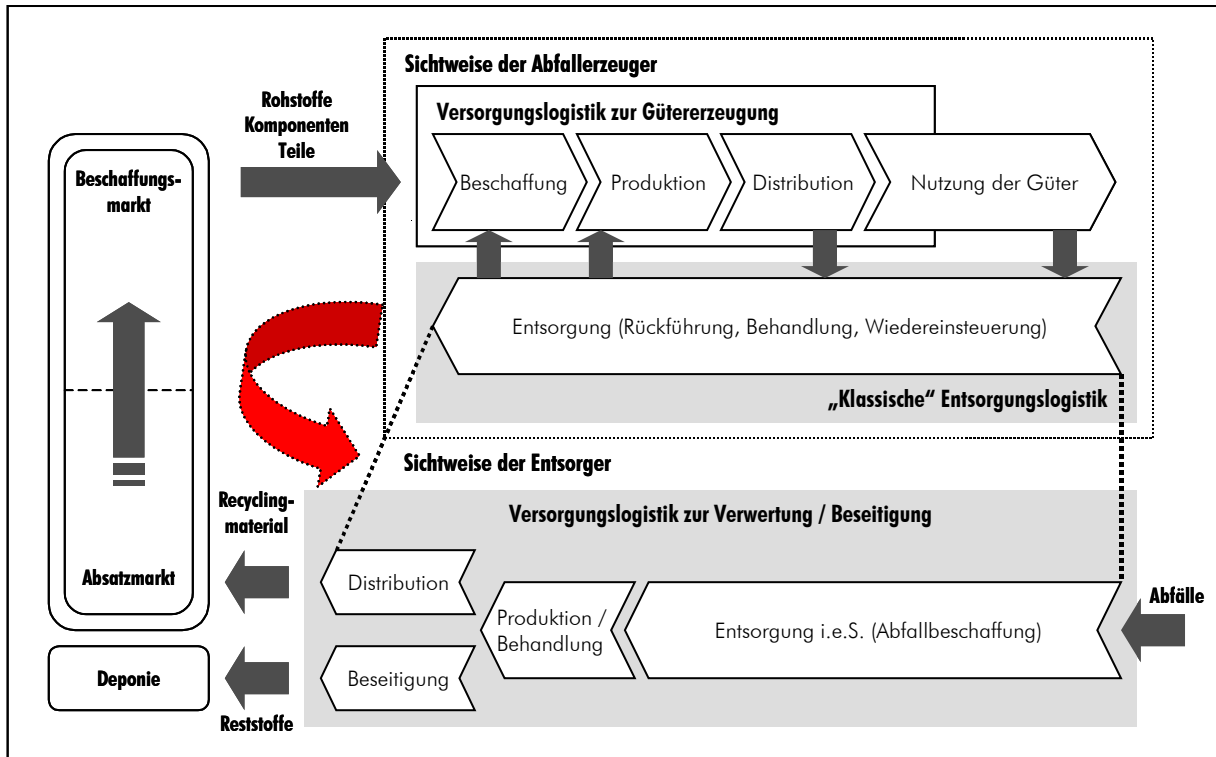 Sichtweise der Abfallerzeuger
Versorgungslogistik zur Gütererzeugung
Rohstoffe
Komponenten
Teile
Beschaffungs-
markt
Beschaffung
Produktion
Distribution
Nutzung der Güter
Entsorgung (Rückführung, Behandlung, Wiedereinsteuerung)
„Klassische“ Entsorgungslogistik
Sichtweise der Entsorger
Recycling-
material
Versorgungslogistik zur Verwertung / Beseitigung
Absatzmarkt
Distribution
Produktion /
Behandlung
Entsorgung i.e.S. (Abfallbeschaffung)
Abfälle
Deponie
Beseitigung
Reststoffe